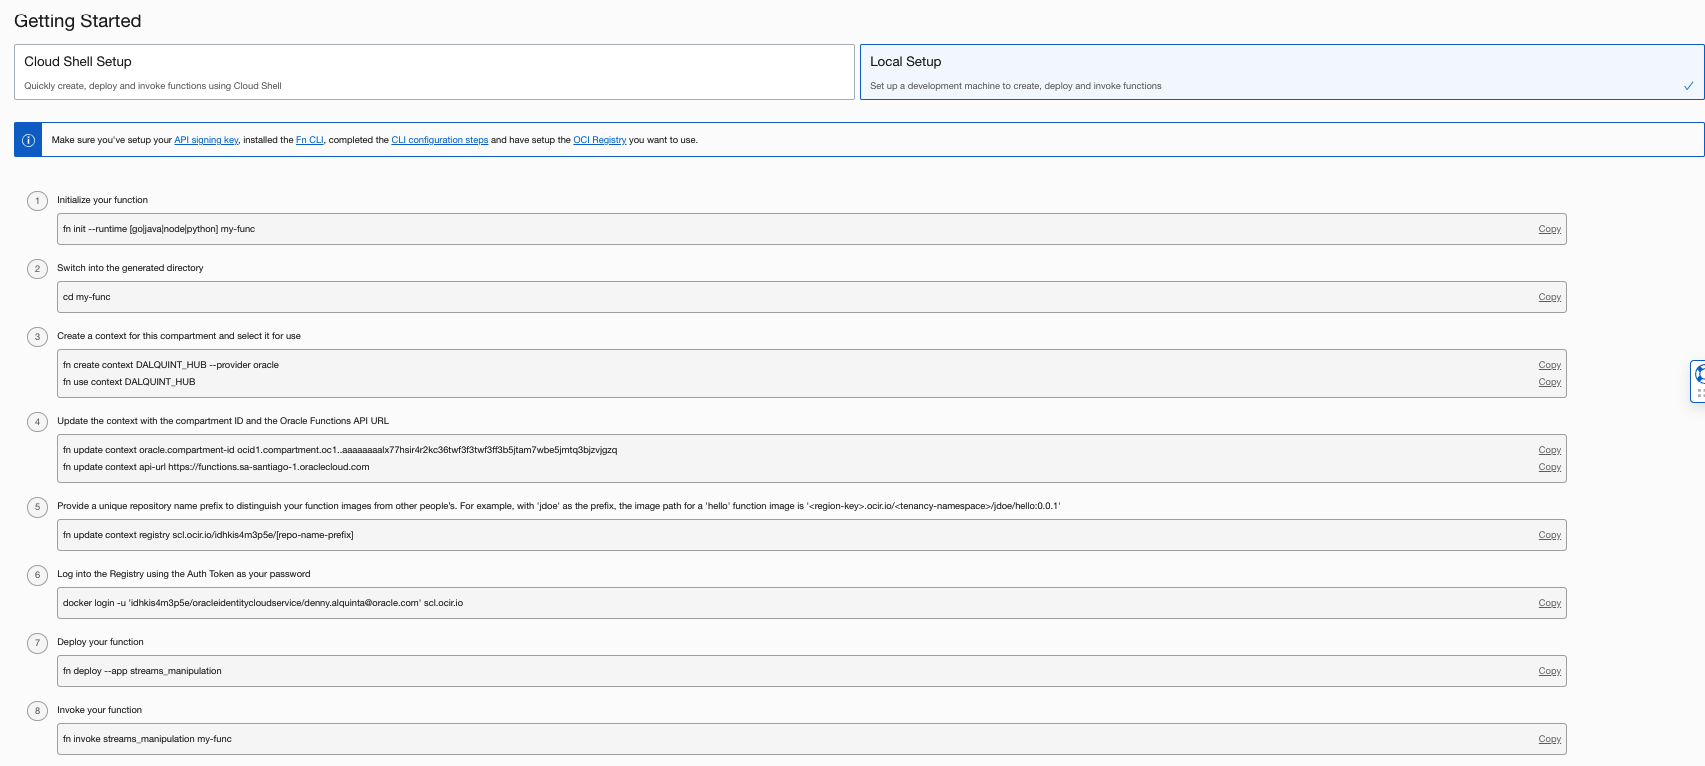 Getting Started
Cloud Shell Setup
Quickly create, deploy and invoke functions using Cloud Shell
Local Setup
Set up a development machine to create, deploy and invoke functions
Make sure you've setup your API signing key, installed the Fn CLI, completed the CLI configuration steps and have setup the OCI Registry you want to use.
1 Initialize your function
fn init --runtime [go|java|node|python] my-func Copy
2 Switch into the generated directory
cd my-func Copy
3 Create a context for this compartment and select it for use
fn create context DALQUINT_HUB --provider oracle Copy
fn use context DALQUINT_HUB Copy
4 Update the context with the compartment ID and the Oracle Functions API URL
fn update context oracle.compartment-id ocid1.compartment.oc1..aaaaaaaalx77hsir4r2kc36twf3f3twf3ff3b5jtam7wbe5jmtq3bjzvjgzq Copy
fn update context api-url https://functions.sa-santiago-1.oraclecloud.com Copy
5 Provide a unique repository name prefix to distinguish your function images from other people's. For example, with 'jdoe' as the prefix, the image path for a 'hello' function image is '<region-key>.ocir.io/<tenancy-namespace>/jdoe/hello:0.0.1'
fn update context registry scl.ocir.io/idhkis4m3p5e/[repo-name-prefix] Copy
6 Log into the Registry using the Auth Token as your password
docker login -u 'idhkis4m3p5e/oracleidentitycloudservice/denny.alquinta@oracle.com' scl.ocir.io Copy
7 Deploy your function
fn deploy --app streams_manipulation Copy
8 Invoke your function
fn invoke streams_manipulation my-func Copy